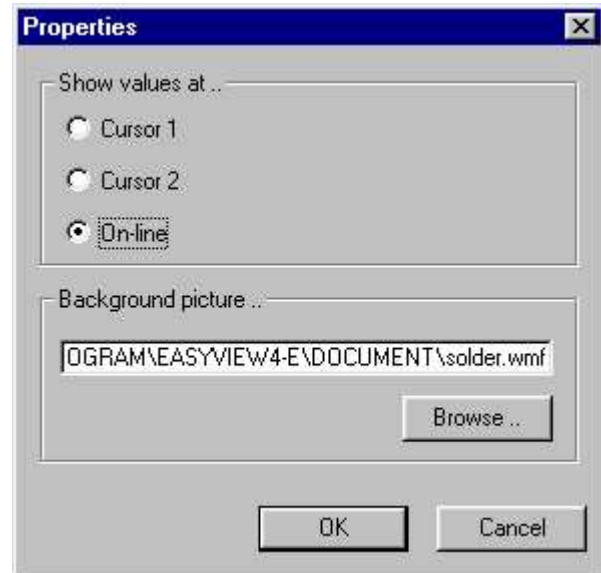 Properties
Show values at ..
Cursor 1
Cursor 2
On-line
Background picture ..
OGRAM\EASYVIEW4-E\DOCUMENT\solder.wmf
Browse ..
OK
Cancel